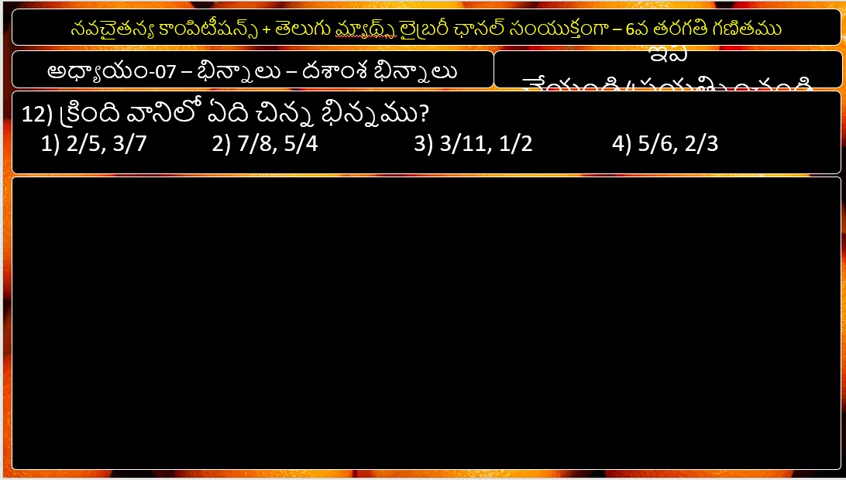 నవచైతన్య కాంపిటీషన్స్ + తెలుగు మ్యాథ్స్ లైబ్రరీ ఛానల్ సంయుక్తంగా – 6వ తరగతి గణితము
అధ్యాయం-07 – భిన్నాలు – దశాంశ భిన్నాలు
ఇవి
చేయండి/ప్రయత్నించండి
12) క్రింది వానిలో ఏది చిన్న భిన్నము?
1) 2/5, 3/7 2) 7/8, 5/4 3) 3/11, 1/2 4) 5/6, 2/3